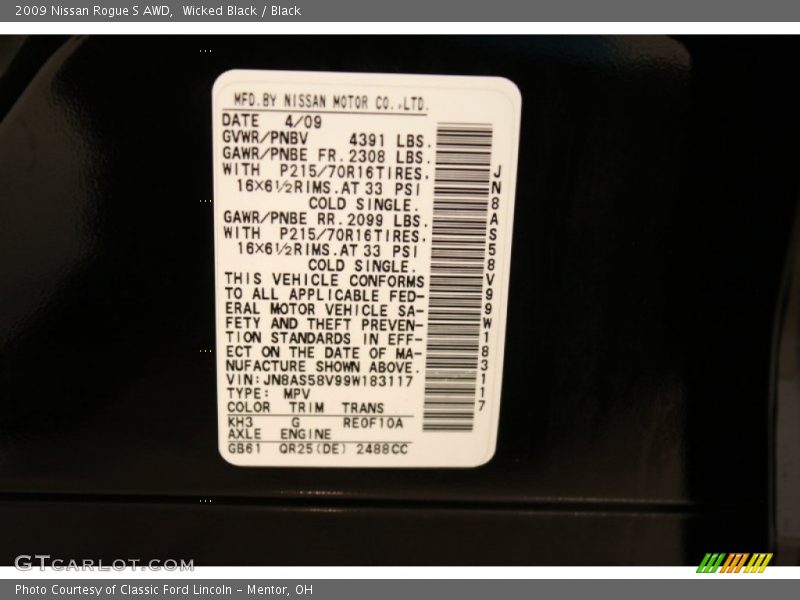 2009 Nissan Rogue S AWD,  Wicked Black / Black
MFD.BY NISSAN MOTOR CO.,LTD.
DATE 4/09
GVWR/PNBV 4391 LBS.
GAWR/PNBE FR.2308 LBS.
WITH P215/70R16TIRES.
16×6½RIMS.AT 33 PSI
COLD SINGLE.
GAWR/PNBE RR.2099 LBS.
WITH P215/70R16TIRES.
16×6½RIMS.AT 33 PSI
COLD SINGLE.
THIS VEHICLE CONFORMS
TO ALL APPLICABLE FED-
ERAL MOTOR VEHICLE SA-
FETY AND THEFT PREVEN-
TION STANDARDS IN EFF-
ECT ON THE DATE OF MA-
NUFACTURE SHOWN ABOVE.
VIN:JN8AS58V99W183117
TYPE: MPV
COLOR TRIM TRANS
KH3 G RE0F10A
AXLE ENGINE
GB61 QR25(DE) 2488CC
JN8AS58V99W183117
GTCARLOT.COM
Photo Courtesy of Classic Ford Lincoln - Mentor, OH